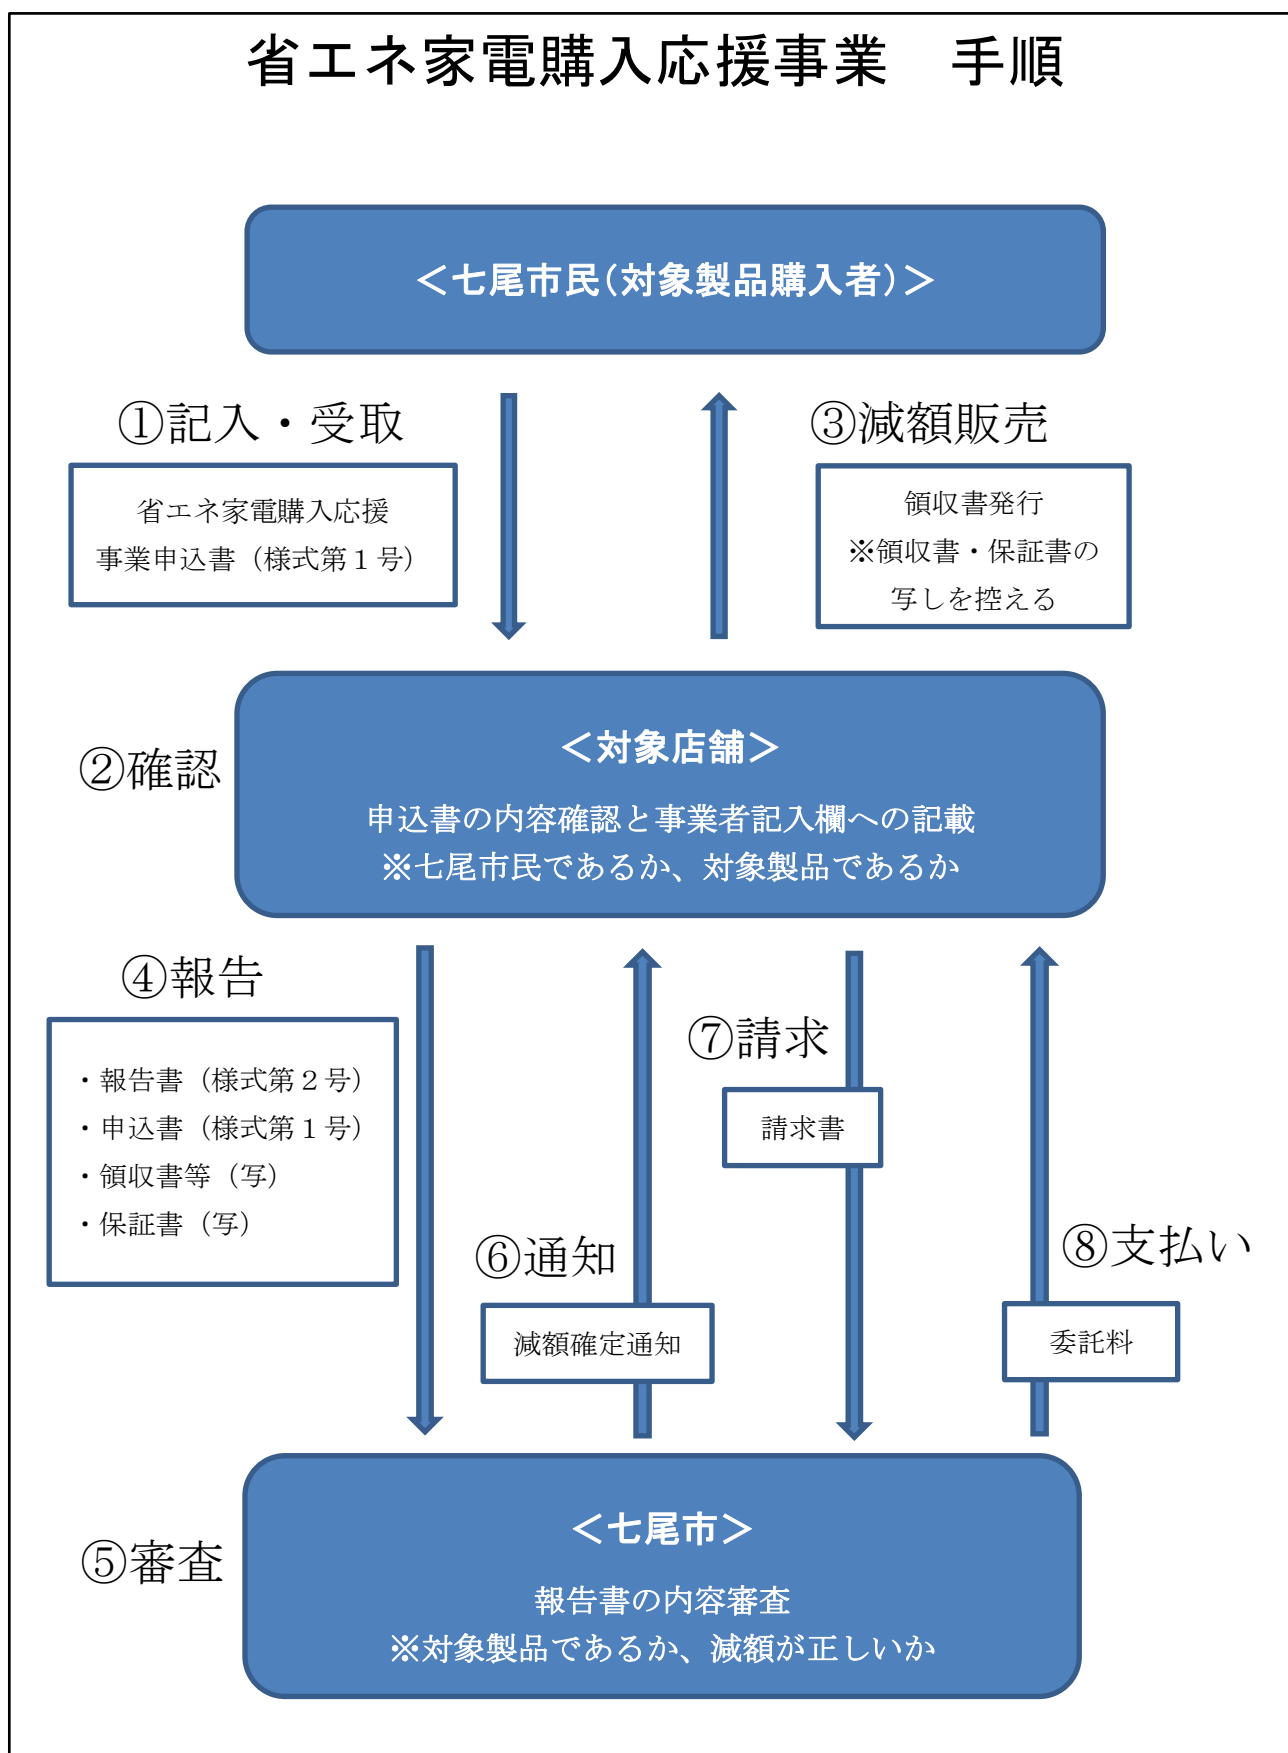 省エネ家電購入応援事業　手順
＜七尾市民（対象製品購入者）＞
①記入・受取
省エネ家電購入応援
事業申込書（様式第１号）
③減額販売
領収書発行
※領収書・保証書の
写しを控える
②確認
＜対象店舗＞
申込書の内容確認と事業者記入欄への記載
※七尾市民であるか、対象製品であるか
④報告
・報告書（様式第２号）
・申込書（様式第１号）
・領収書等（写）
・保証書（写）
⑥通知
減額確定通知
⑦請求
請求書
⑧支払い
委託料
⑤審査
＜七尾市＞
報告書の内容審査
※対象製品であるか、減額が正しいか